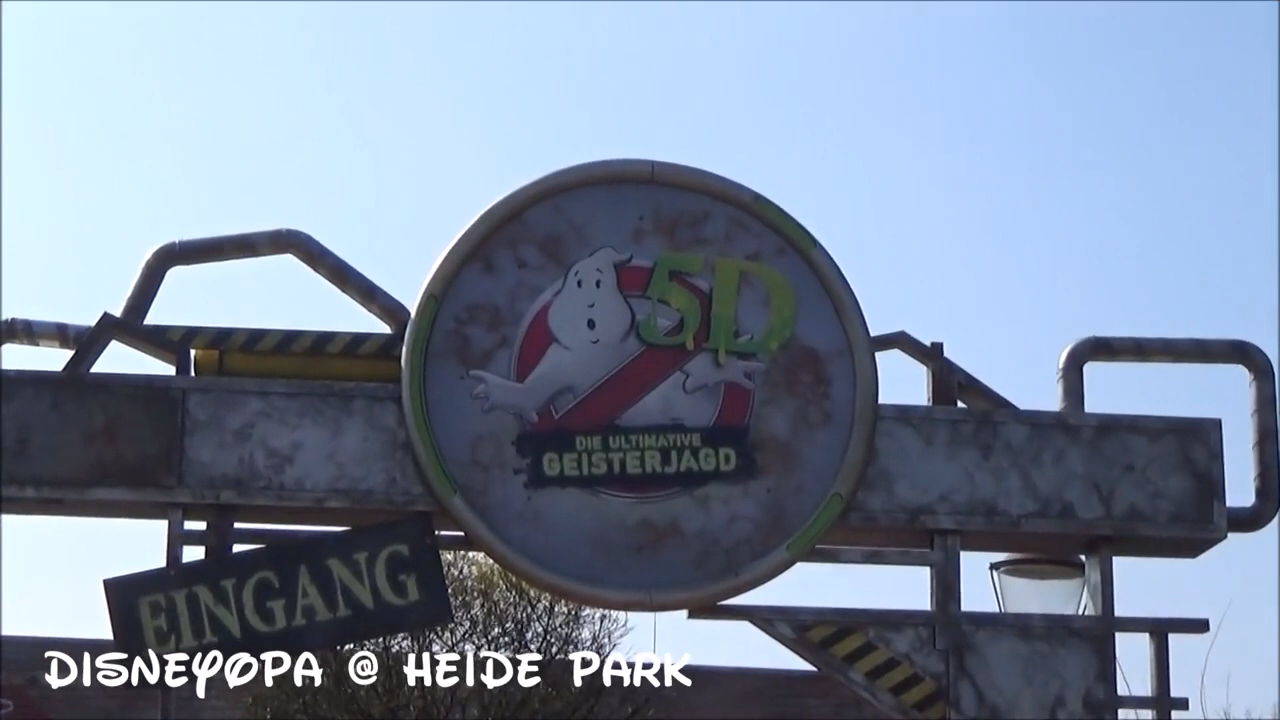 5D
DIE ULTIMATIVE
GEISTERJAGD
EINGANG
DISNEYOPA @ HEIDE PARK